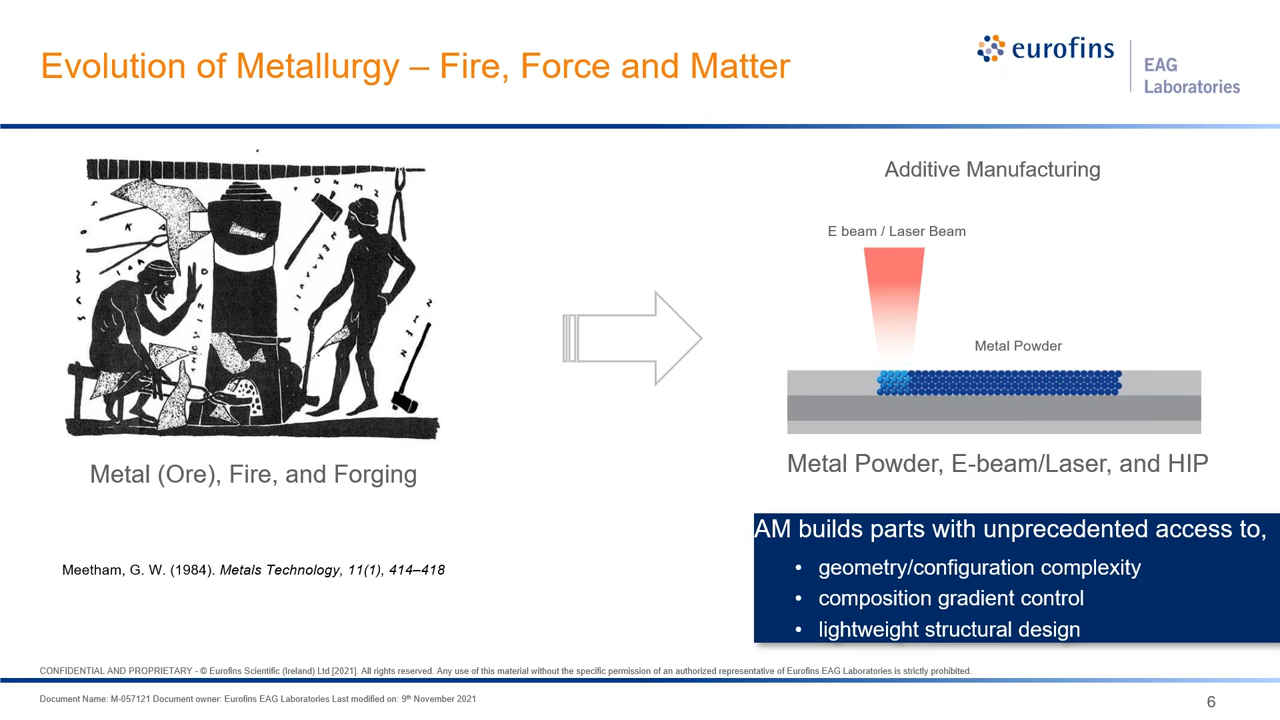 Evolution of Metallurgy – Fire, Force and Matter
eurofins
EAG
Laboratories
Additive Manufacturing
E beam / Laser Beam
Metal Powder
Metal (Ore), Fire, and Forging
Metal Powder, E-beam/Laser, and HIP
AM builds parts with unprecedented access to,
• geometry/configuration complexity
• composition gradient control
• lightweight structural design
Meetham, G. W. (1984). Metals Technology, 11(1), 414–418
CONFIDENTIAL AND PROPRIETARY - © Eurofins Scientific (Ireland) Ltd [2021]. All rights reserved. Any use of this material without the specific permission of an authorized representative of Eurofins EAG Laboratories is strictly prohibited.
Document Name: M-057121 Document owner: Eurofins EAG Laboratories Last modified on: 9th November 2021
6